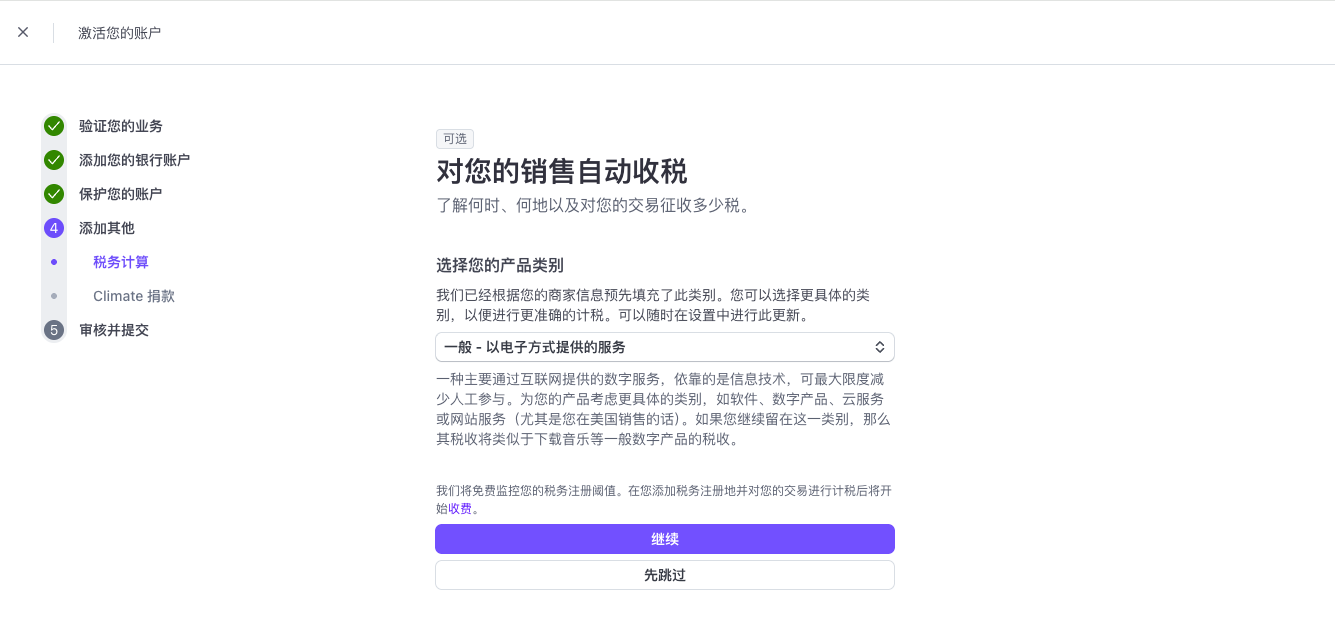 激活您的账户
验证您的业务
添加您的银行账户
保护您的账户
4 添加其他
税务计算
Climate 捐款
5 审核并提交
可选
对您的销售自动收税
了解何时、何地以及对您的交易征收多少税。
选择您的产品类别
我们已经根据您的商家信息预先填充了此类别。您可以选择更具体的类
别，以便进行更准确的计税。可以随时在设置中进行此更新。
一般 - 以电子方式提供的服务
一种主要通过互联网提供的数字服务，依靠的是信息技术，可最大限度减
少人工参与。为您的产品考虑更具体的类别，如软件、数字产品、云服务
或网站服务（尤其是您在美国销售的话）。如果您继续留在这一类别，那么
其税收将类似于下载音乐等一般数字产品的税收。
我们将免费监控您的税务注册阈值。在您添加税务注册地并对您的交易进行计税后将开
始收费。
继续
先跳过